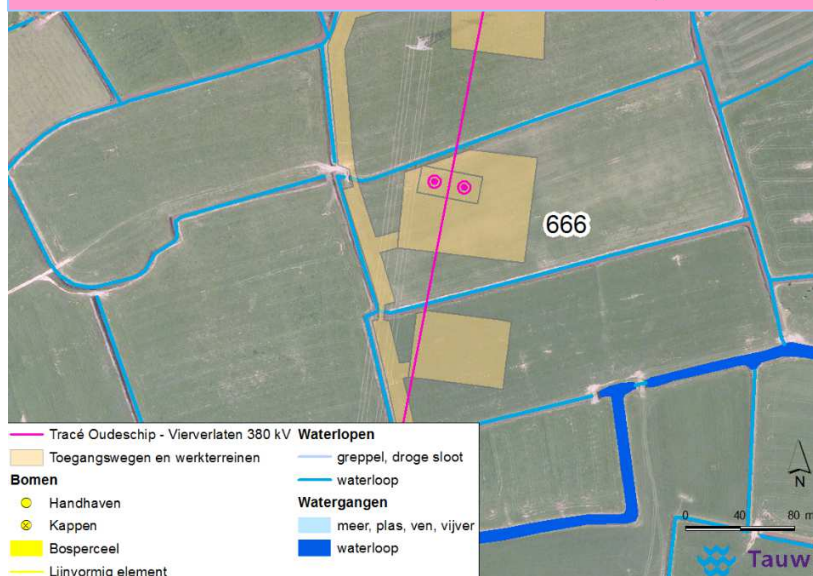 666
Tracé Oudeschip - Vierverlaten 380 kV
Toegangswegen en werkterreinen
Bomen
Handhaven
Kappen
Bosperceel
Lijnvormig element
Waterlopen
greppel, droge sloot
waterloop
Watergangen
meer, plas, ven, vijver
waterloop
N
0 40 80 m
Tauw